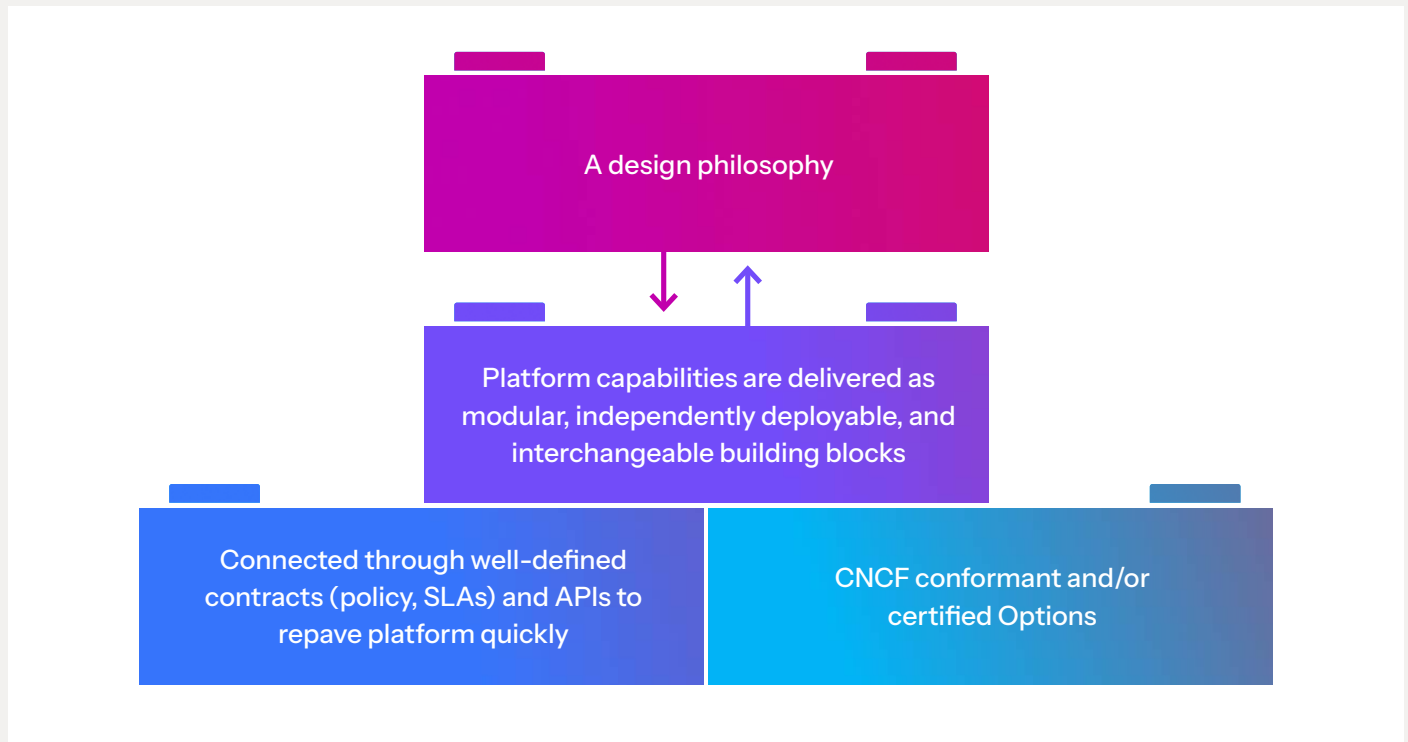 A design philosophy
Platform capabilities are delivered as
modular, independently deployable, and
interchangeable building blocks
Connected through well-defined
contracts (policy, SLAs) and APIs to
repave platform quickly
CNCF conformant and/or
certified Options